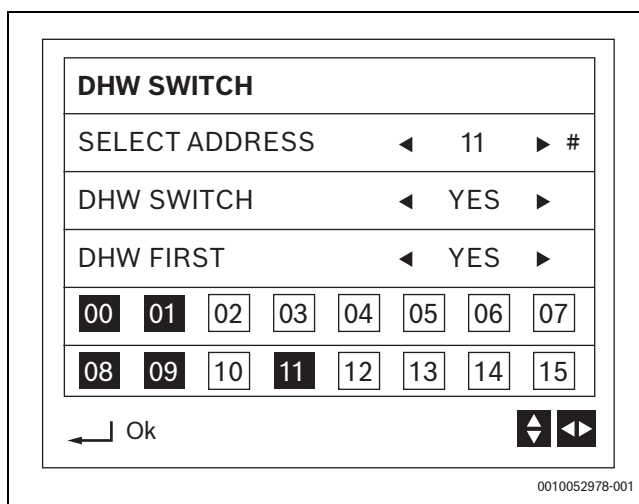 DHW SWITCH
SELECT ADDRESS ◀ 11 ▶ #
DHW SWITCH ◀ YES ▶
DHW FIRST ◀ YES ▶
00 01 02 03 04 05 06 07
08 09 10 11 12 13 14 15
Ok
0010052978-001